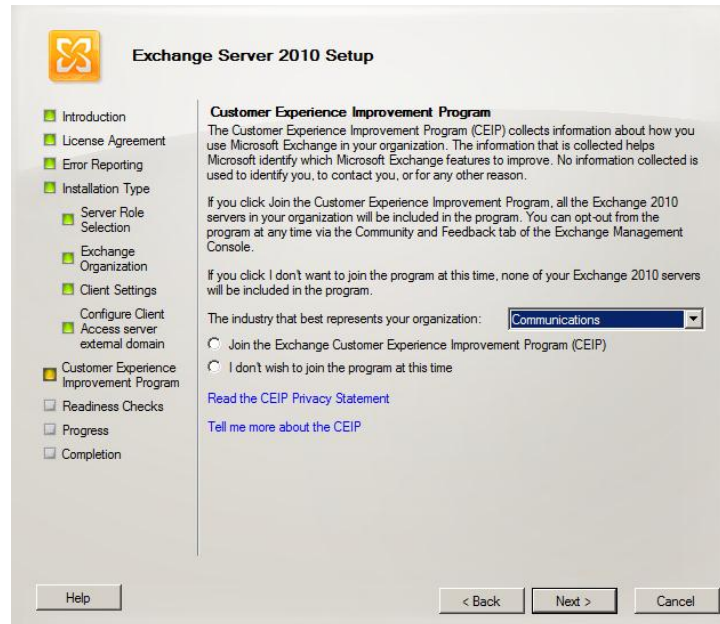 Exchange Server 2010 Setup
Introduction
License Agreement
Error Reporting
Installation Type
Server Role
Selection
Exchange
Organization
Client Settings
Configure Client
Access server
external domain
Customer Experience
Improvement Program
Readiness Checks
Progress
Completion
Customer Experience Improvement Program
The Customer Experience Improvement Program (CEIP) collects information about how you
use Microsoft Exchange in your organization. The information that is collected helps
Microsoft identify which Microsoft Exchange features to improve. No information collected is
used to identify you, to contact you, or for any other reason.
If you click Join the Customer Experience Improvement Program, all the Exchange 2010
servers in your organization will be included in the program. You can opt-out from the
program at any time via the Community and Feedback tab of the Exchange Management
Console.
If you click I don't want to join the program at this time, none of your Exchange 2010 servers
will be included in the program.
The industry that best represents your organization: Communications
Join the Exchange Customer Experience Improvement Program (CEIP)
I don't wish to join the program at this time
Read the CEIP Privacy Statement
Tell me more about the CEIP
Help
< Back
Next >
Cancel